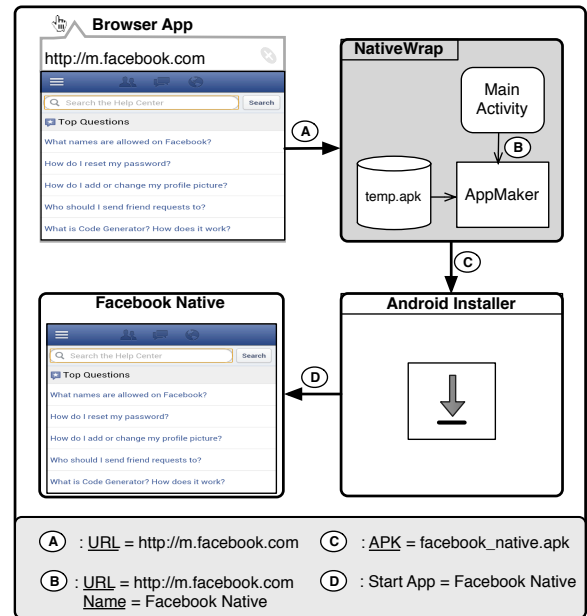 Browser App
http://m.facebook.com
Search the Help Center
Search
Top Questions
What names are allowed on Facebook?
How do I reset my password?
How do I add or change my profile picture?
Who should I send friend requests to?
What is Code Generator? How does it work?
A
NativeWrap
Main
Activity
B
temp.apk
AppMaker
C
Facebook Native
Search the Help Center
Search
Top Questions
What names are allowed on Facebook?
How do I reset my password?
How do I add or change my profile picture?
Who should I send friend requests to?
What is Code Generator? How does it work?
D
Android Installer
A : URL = http://m.facebook.com
B : URL = http://m.facebook.com
Name = Facebook Native
C : APK = facebook_native.apk
D : Start App = Facebook Native